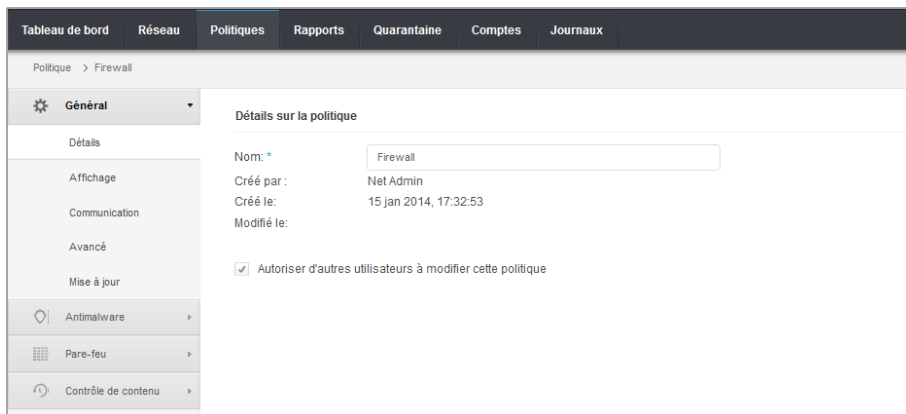 Tableau de bord Réseau Politiques Rapports Quarantaine Comptes Journaux
Politique > Firewall
Général
Détails
Affichage
Communication
Avancé
Mise à jour
Antimalware
Pare-feu
Contrôle de contenu
Détails sur la politique
Nom: * Firewall
Créé par : Net Admin
Créé le: 15 jan 2014, 17:32:53
Modifié le:
Autoriser d'autres utilisateurs à modifier cette politique